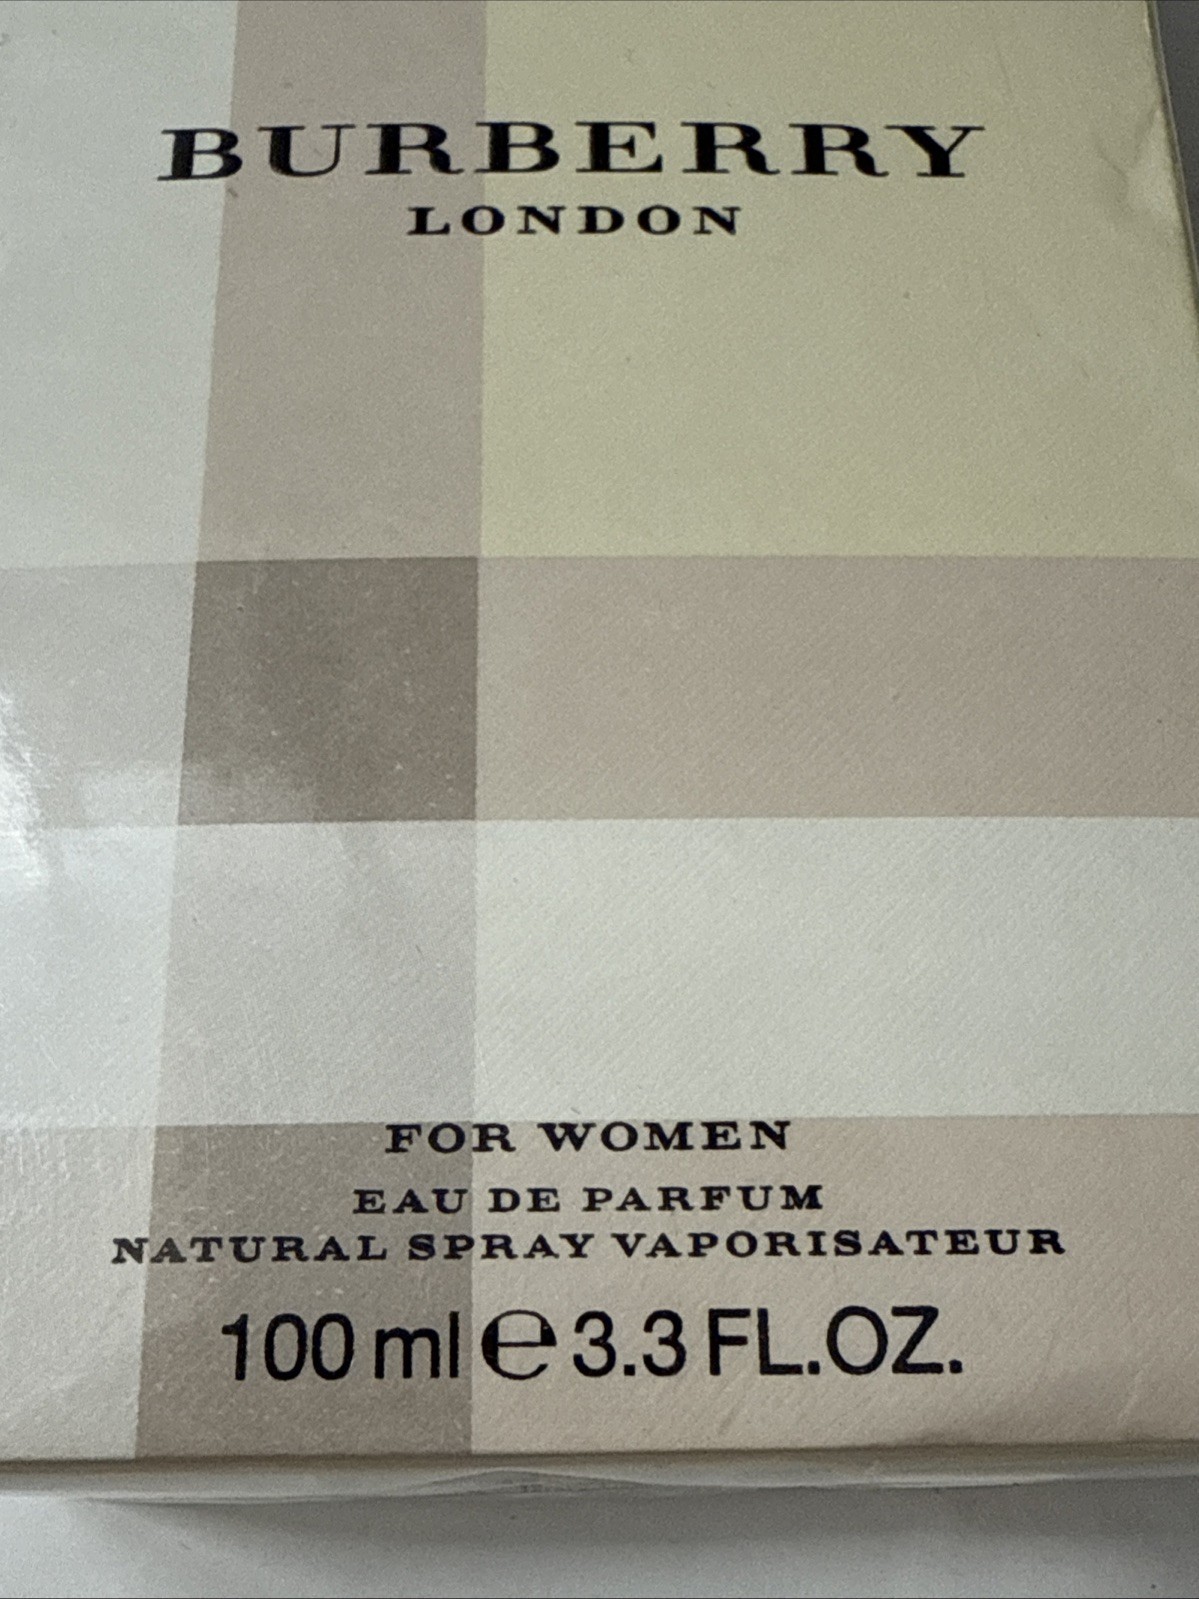 BURBERRY
LONDON
FOR WOMEN
EAU DE PARFUM
NATURAL SPRAY VAPORISATEUR
100 ml ℮ 3.3 FL.OZ.